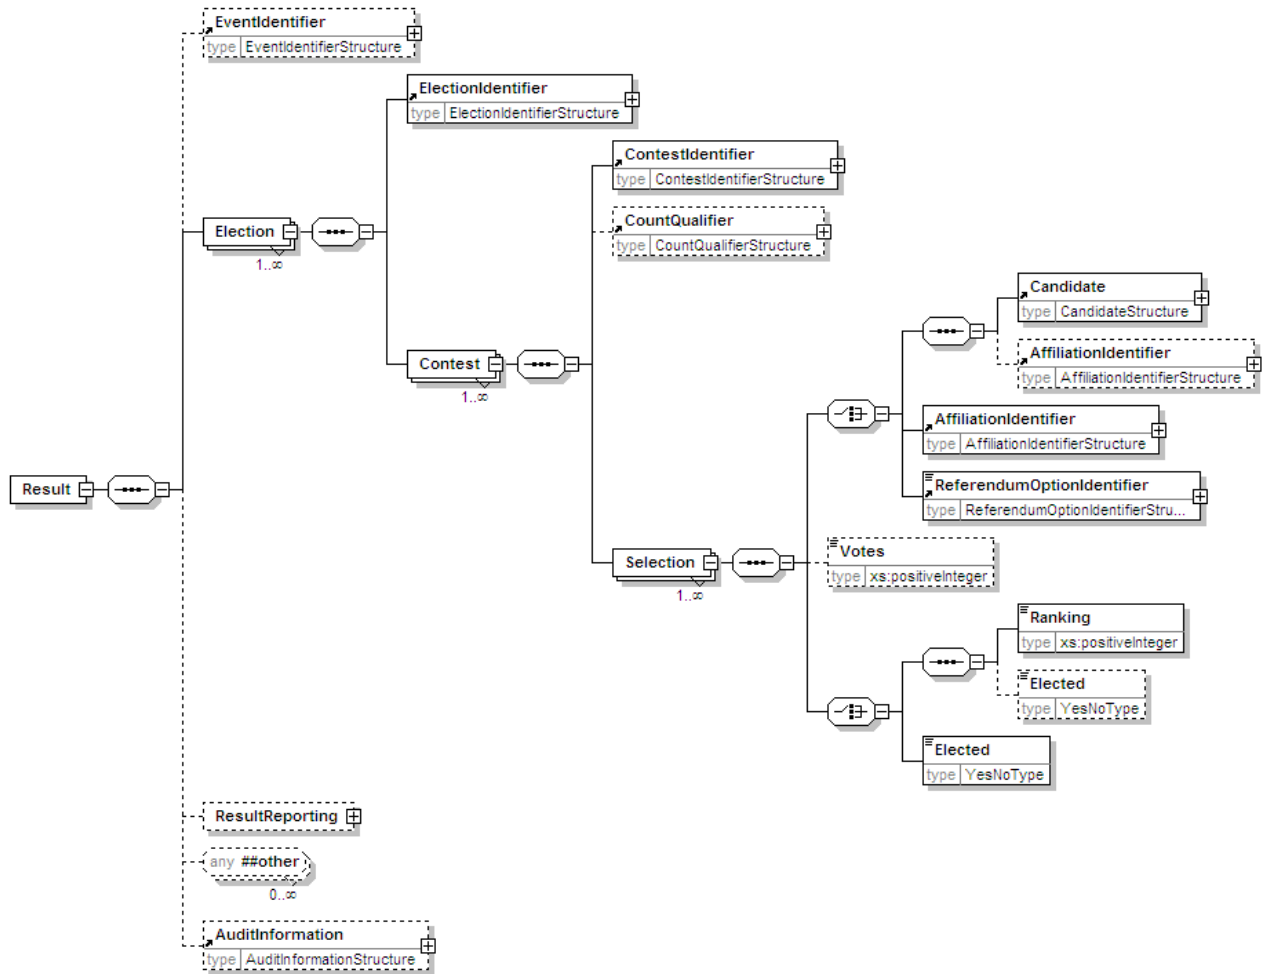 EventIdentifier
type EventIdentifierStructure
ElectionIdentifier
type ElectionIdentifierStructure
ContestIdentifier
type ContestIdentifierStructure
CountQualifier
type CountQualifierStructure
Election
1..∞
Candidate
type CandidateStructure
AffiliationIdentifier
type AffiliationIdentifierStructure
Contest
1..∞
AffiliationIdentifier
type AffiliationIdentifierStructure
ReferendumOptionIdentifier
type ReferendumOptionIdentifierStru...
Result
Votes
type xs:positiveInteger
Selection
1..∞
Ranking
type xs:positiveInteger
Elected
type YesNoType
Elected
type YesNoType
ResultReporting
any ##other
0..∞
AuditInformation
type AuditInformationStructure